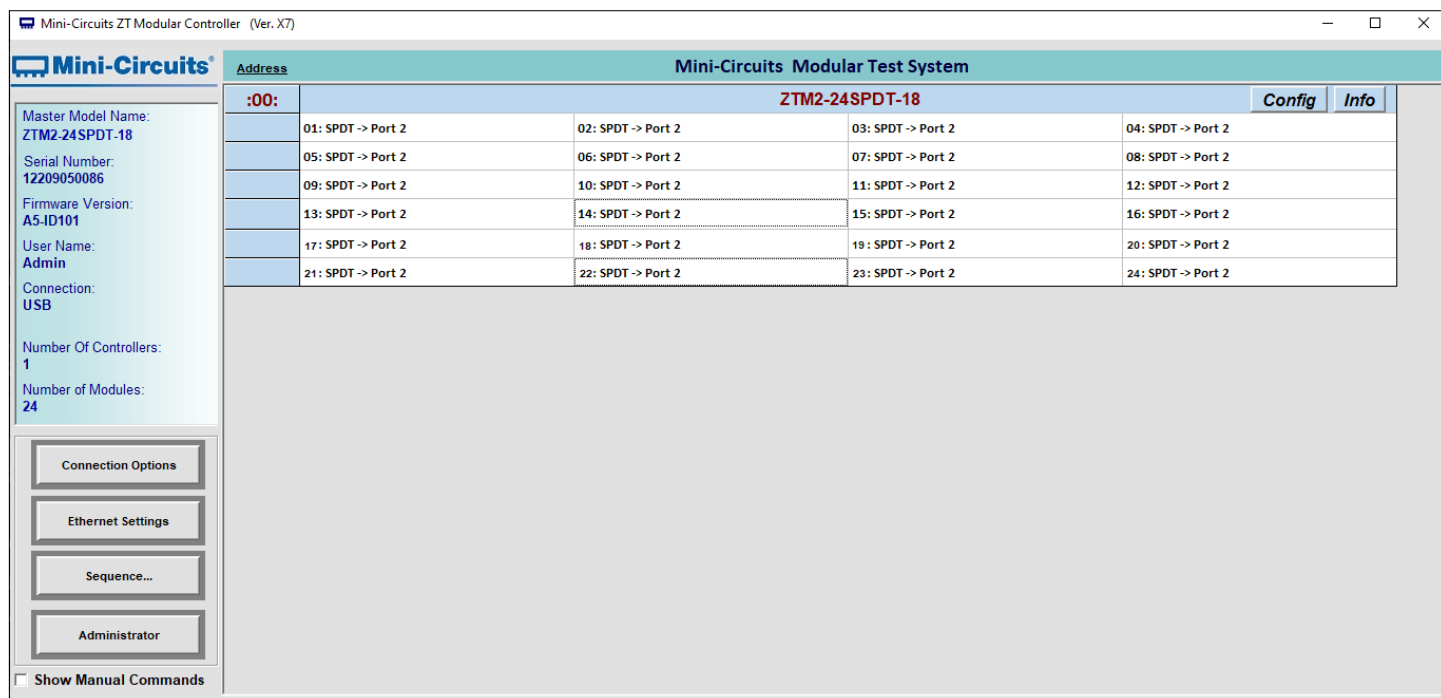 Mini-Circuits ZT Modular Controller (Ver. X7)
Mini-Circuits®
Address
Mini-Circuits Modular Test System
:00:
ZTM2-24SPDT-18
Config
Info
01: SPDT -> Port 2
02: SPDT -> Port 2
03: SPDT -> Port 2
04: SPDT -> Port 2
05: SPDT -> Port 2
06: SPDT -> Port 2
07: SPDT -> Port 2
08: SPDT -> Port 2
09: SPDT -> Port 2
10: SPDT -> Port 2
11: SPDT -> Port 2
12: SPDT -> Port 2
13: SPDT -> Port 2
14: SPDT -> Port 2
15: SPDT -> Port 2
16: SPDT -> Port 2
17: SPDT -> Port 2
18: SPDT -> Port 2
19: SPDT -> Port 2
20: SPDT -> Port 2
21: SPDT -> Port 2
22: SPDT -> Port 2
23: SPDT -> Port 2
24: SPDT -> Port 2
Master Model Name:
ZTM2-24SPDT-18
Serial Number:
12209050086
Firmware Version:
A5-ID101
User Name:
Admin
Connection:
USB
Number Of Controllers:
1
Number of Modules:
24
Connection Options
Ethernet Settings
Sequence...
Administrator
Show Manual Commands